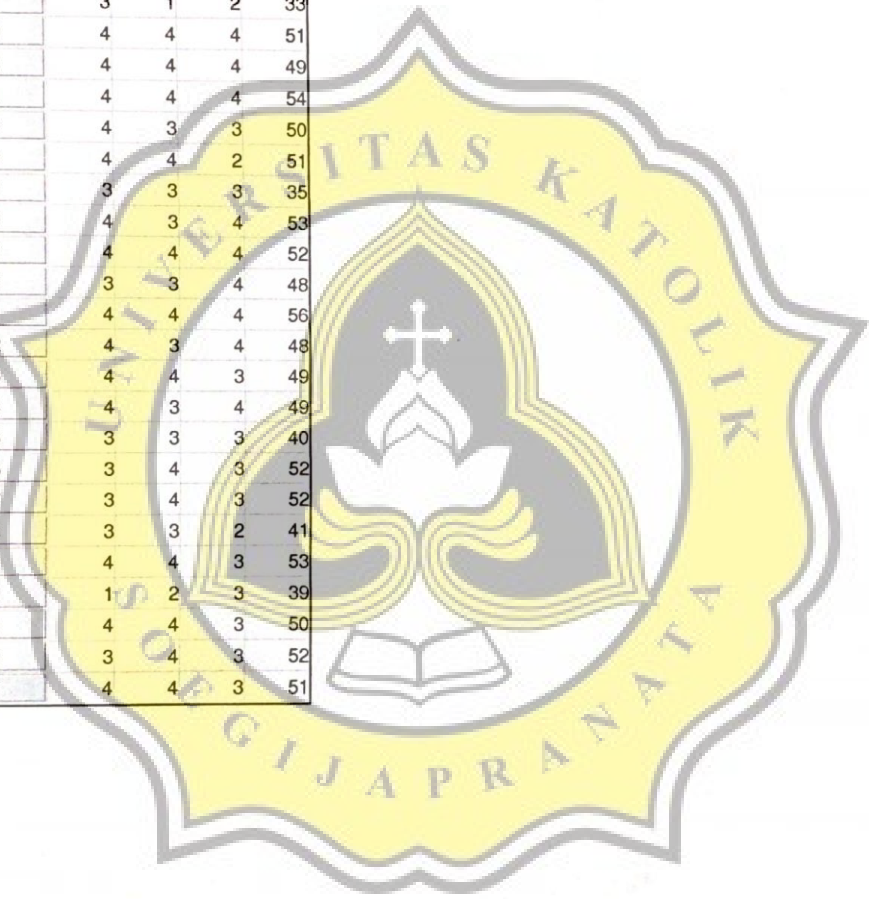 3 1 2 33
4 4 4 51
4 4 4 49
4 4 4 54
4 3 3 50
4 4 2 51
3 3 3 35
4 3 4 53
4 4 4 52
3 3 4 48
4 4 4 56
4 3 4 48
4 4 3 49
4 3 4 49
3 3 3 40
3 4 3 52
3 4 3 52
3 3 2 41
4 4 3 53
1 2 3 39
4 4 3 50
3 4 3 52
4 4 3 51
UNIVERSITAS KATOLIK
SOEGIJAPRANATA